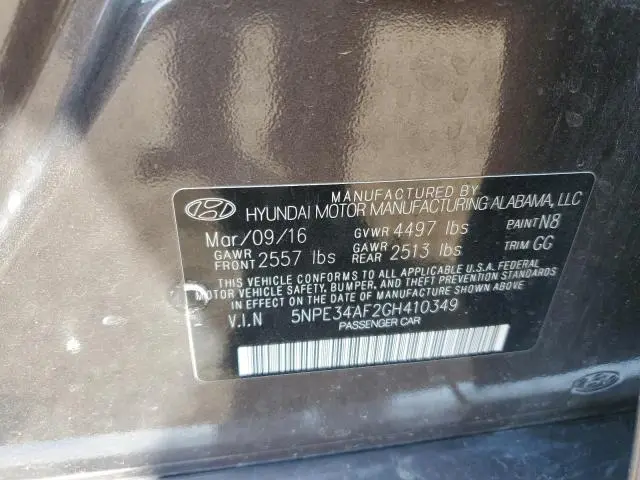 MANUFACTURED BY
HYUNDAI MOTOR MANUFACTURING ALABAMA, LLC
Mar/09/16 GVWR 4497 lbs PAINT N8
GAWR FRONT 2557 lbs GAWR REAR 2513 lbs TRIM GG
THIS VEHICLE CONFORMS TO ALL APPLICABLE U.S.A. FEDERAL
MOTOR VEHICLE SAFETY, BUMPER, AND THEFT PREVENTION STANDARDS
IN EFFECT ON THE DATE OF MANUFACTURE SHOWN ABOVE.
V.I.N 5NPE34AF2GH410349
PASSENGER CAR